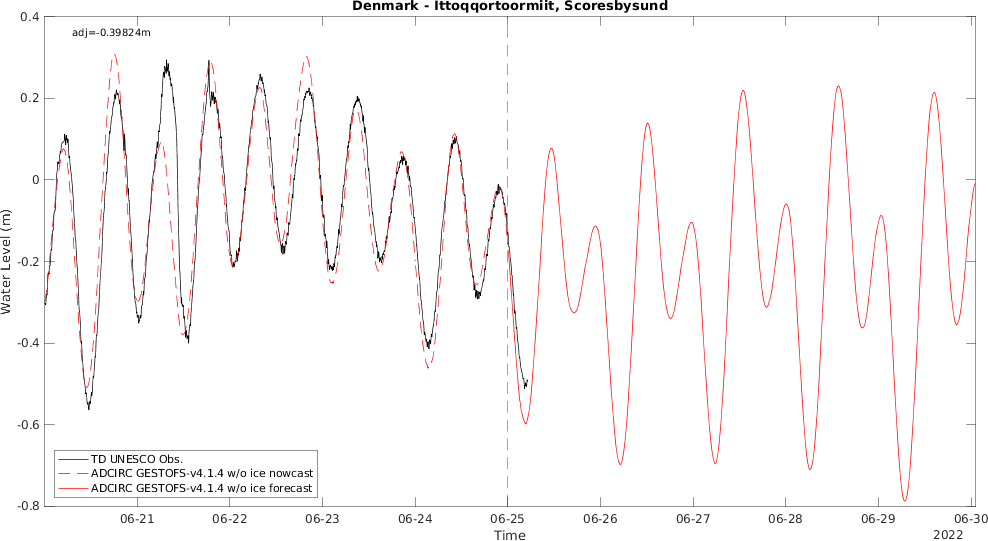 Denmark - Ittoqqortoormiit, Scoresbysund
adj=-0.39824m
0.4
0.2
0
-0.2
-0.4
-0.6
-0.8
Water Level (m)
TD UNESCO Obs.
ADCIRC GESTOFS-v4.1.4 w/o ice nowcast
ADCIRC GESTOFS-v4.1.4 w/o ice forecast
06-21 06-22 06-23 06-24 06-25 06-26 06-27 06-28 06-29 06-30
Time
2022